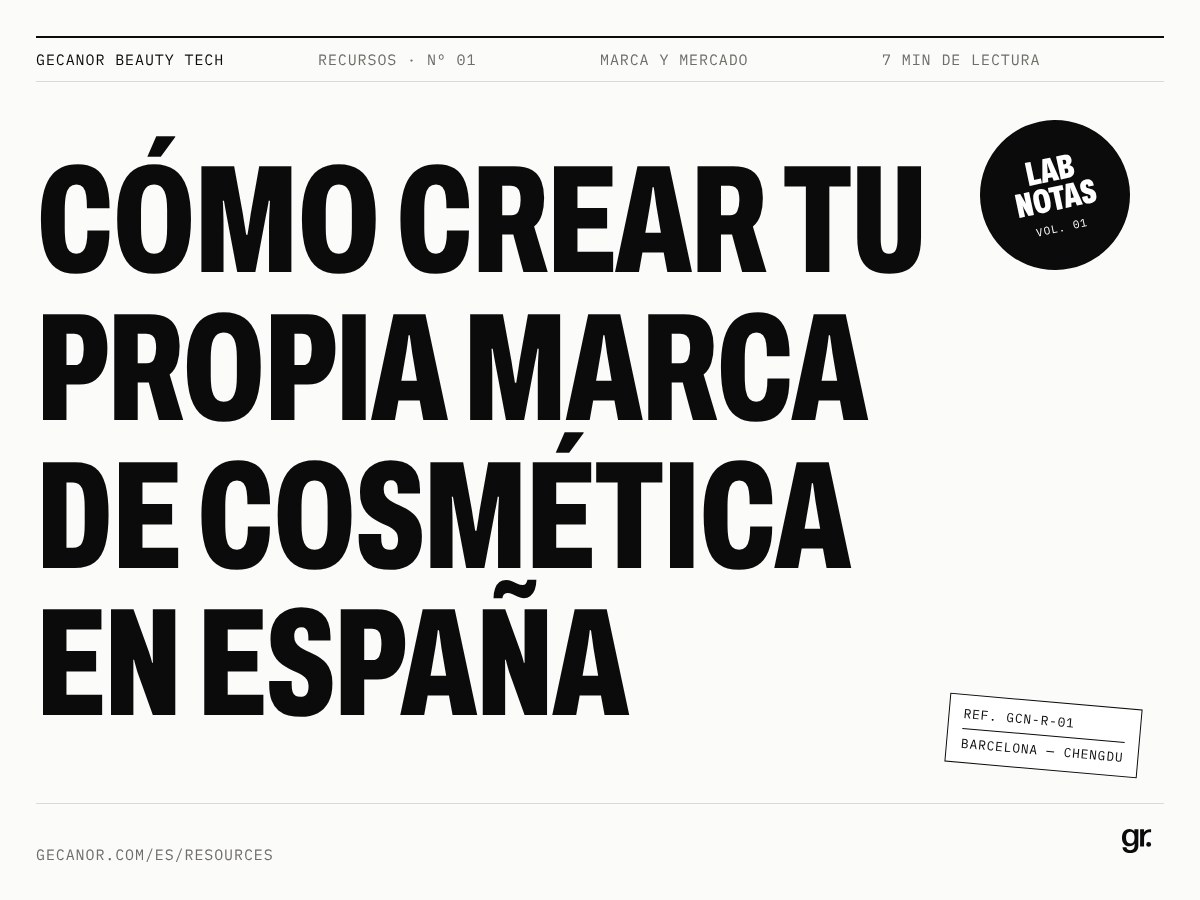 GECANOR BEAUTY TECH
RECURSOS · Nº 01
MARCA Y MERCADO
7 MIN DE LECTURA
CÓMO CREAR TU
PROPIA MARCA
DE COSMÉTICA
EN ESPAÑA
LAB
NOTAS
VOL. 01
REF. GCN-R-01
BARCELONA — CHENGDU
GECANOR.COM/ES/RESOURCES
gr.